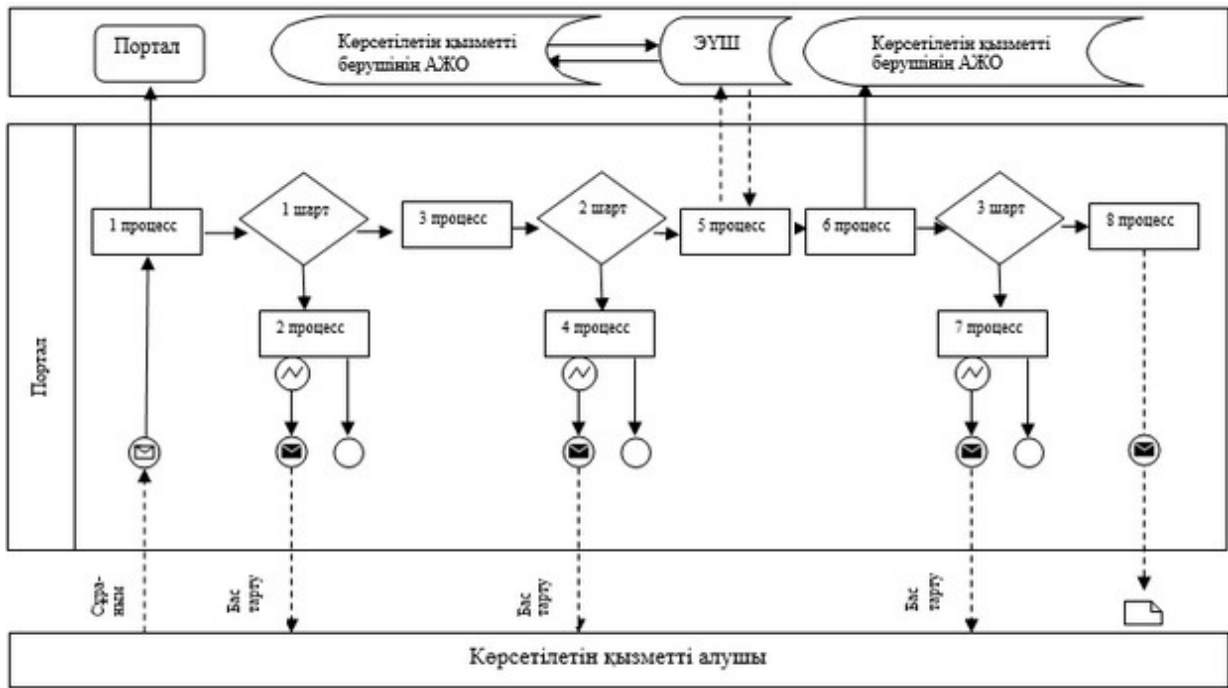 Портал
Көрсетілетін қызметті
берушінің АЖО
ЭҮШ
Көрсетілетін қызметті
берушінің АЖО
Портал
1 процесс
1 шарт
3 процесс
2 шарт
5 процесс
6 процесс
3 шарт
8 процесс
2 процесс
4 процесс
7 процесс
Сұра-
ным
Бас
тарту
Бас
тарту
Бас
тарту
Көрсетілетін қызметті алушы